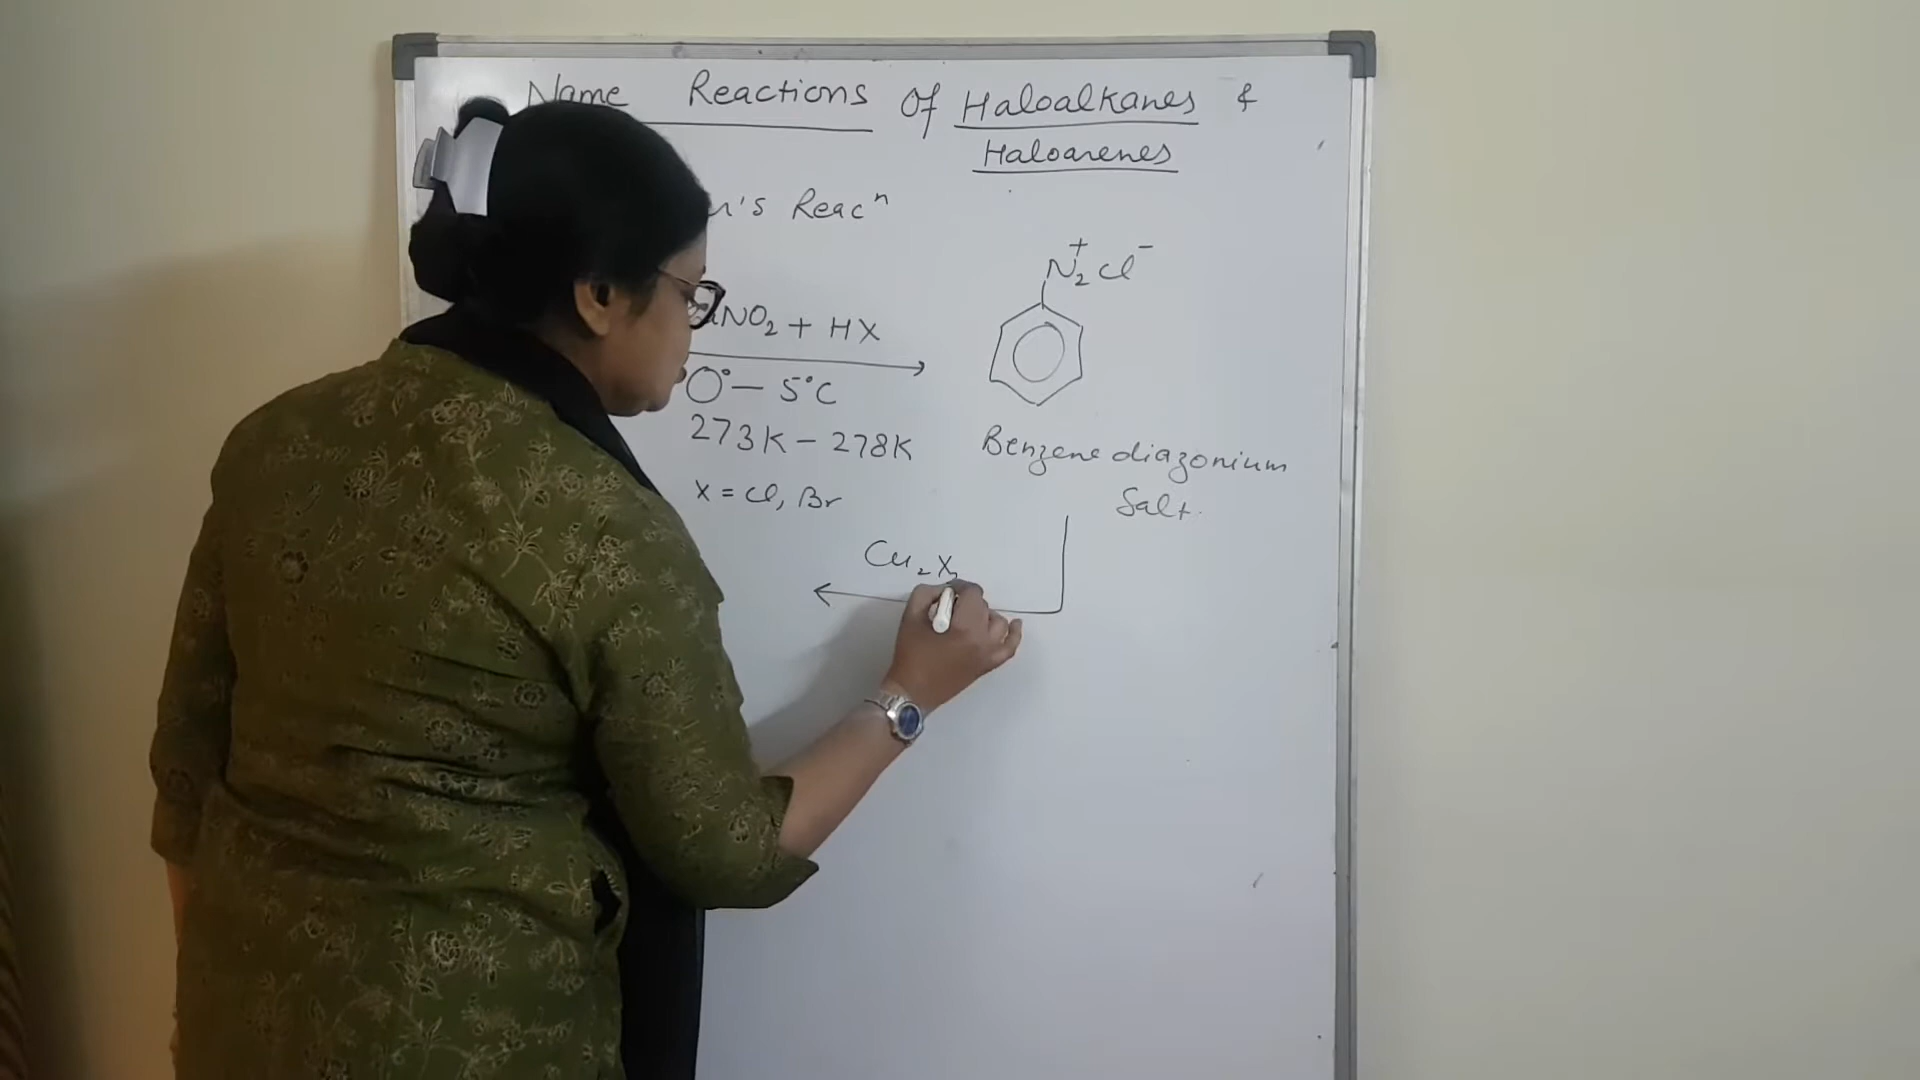 Name Reactions Of Haloalkanes &
Haloarenes
's Reacⁿ
N₂⁺ Cl⁻
NO₂ + HX
0° — 5°C
273K — 278K
Benzene diazonium
Salt.
X = Cl, Br
Cu₂X₂